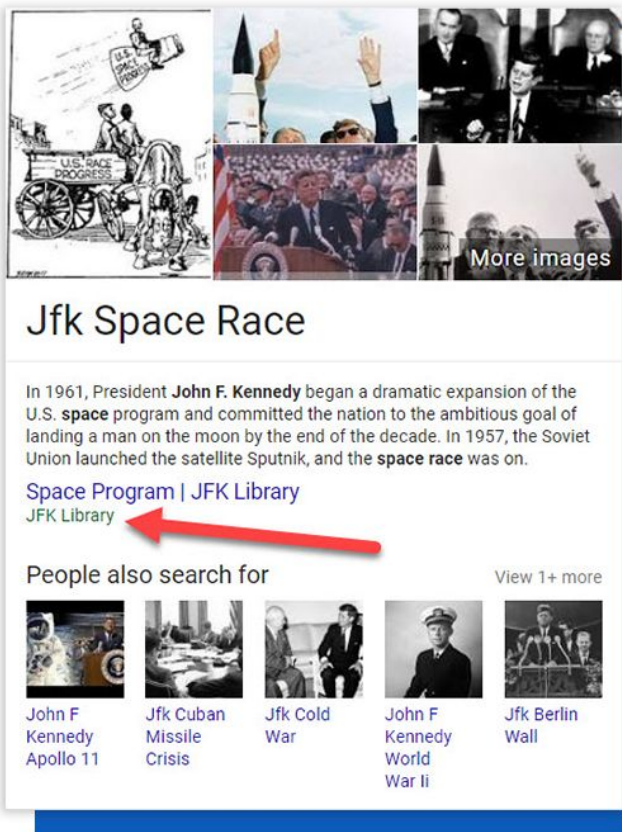 U.S.
SPACE
PROGRESS
U.S. RACE
PROGRESS
More images
Jfk Space Race
In 1961, President John F. Kennedy began a dramatic expansion of the
U.S. space program and committed the nation to the ambitious goal of
landing a man on the moon by the end of the decade. In 1957, the Soviet
Union launched the satellite Sputnik, and the space race was on.
Space Program | JFK Library
JFK Library
People also search for
View 1+ more
John F
Kennedy
Apollo 11
Jfk Cuban
Missile
Crisis
Jfk Cold
War
John F
Kennedy
World
War Ii
Jfk Berlin
Wall